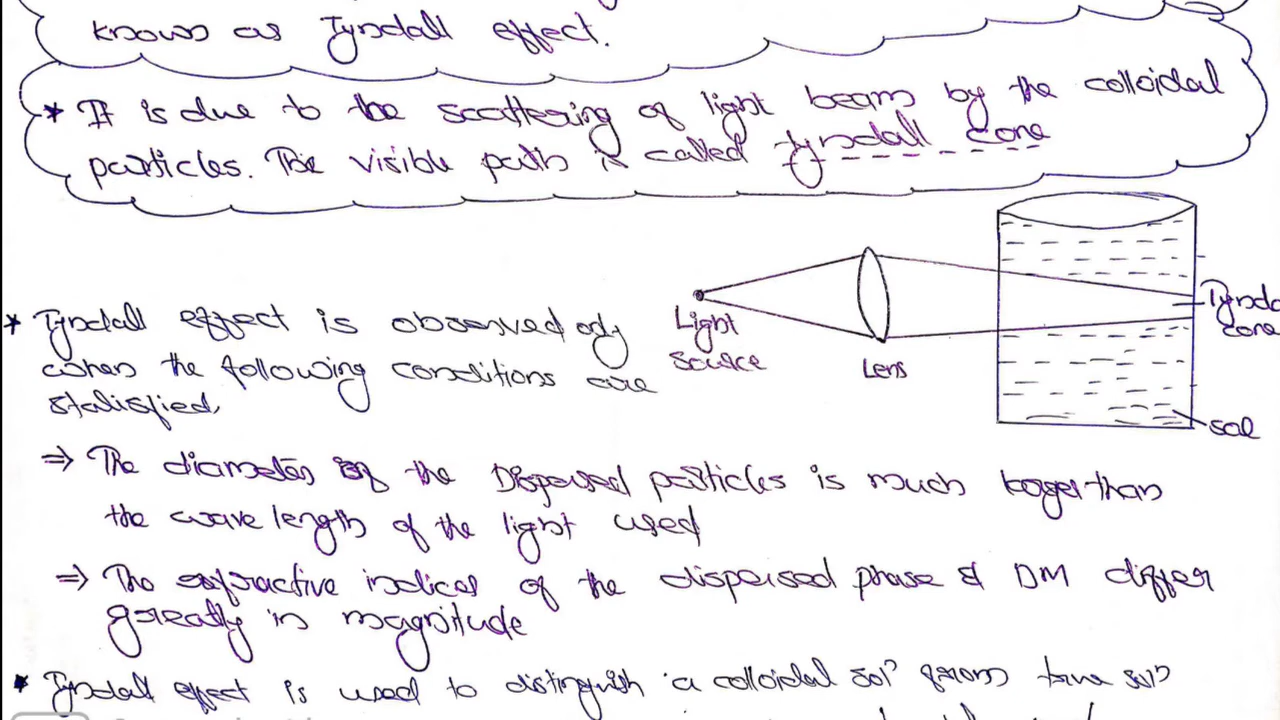 known as Tyndall effect.
* It is due to the scattering of light beam by the colloidal
particles. The visible path is called tyndall cone
Light
source
Lens
Tynda
cone
sol
* Tyndall effect is observed only
when the following conditions are
statisfied,
⇒ The diameter of the Dispersed particles is much larger than
the wave length of the light used
⇒ The refractive indices of the dispersed phase & DM differ
greatly in magnitude
* Tyndall effect is used to distinguish a colloidal solⁿ from true solⁿ